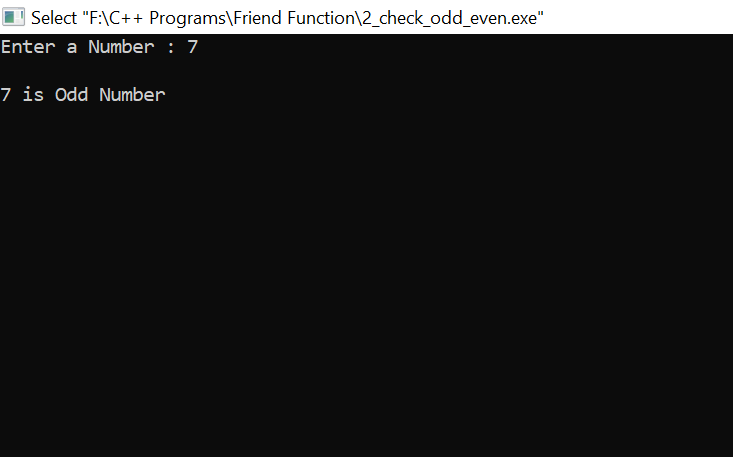 Select "F:\C++ Programs\Friend Function\2_check_odd_even.exe"
Enter a Number : 7
7 is Odd Number